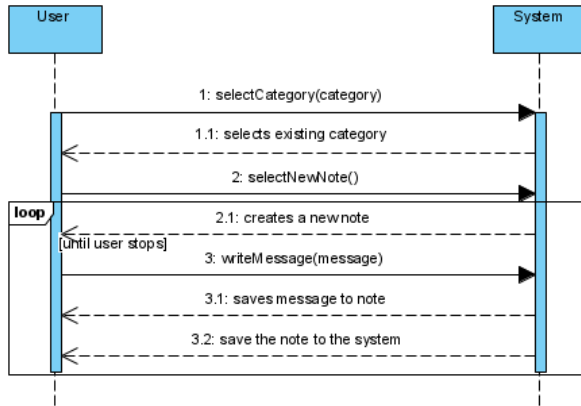 User
System
1: selectCategory(category)
1.1: selects existing category
2: selectNewNote()
loop
2.1: creates a new note
[until user stops]
3: writeMessage(message)
3.1: saves message to note
3.2: save the note to the system